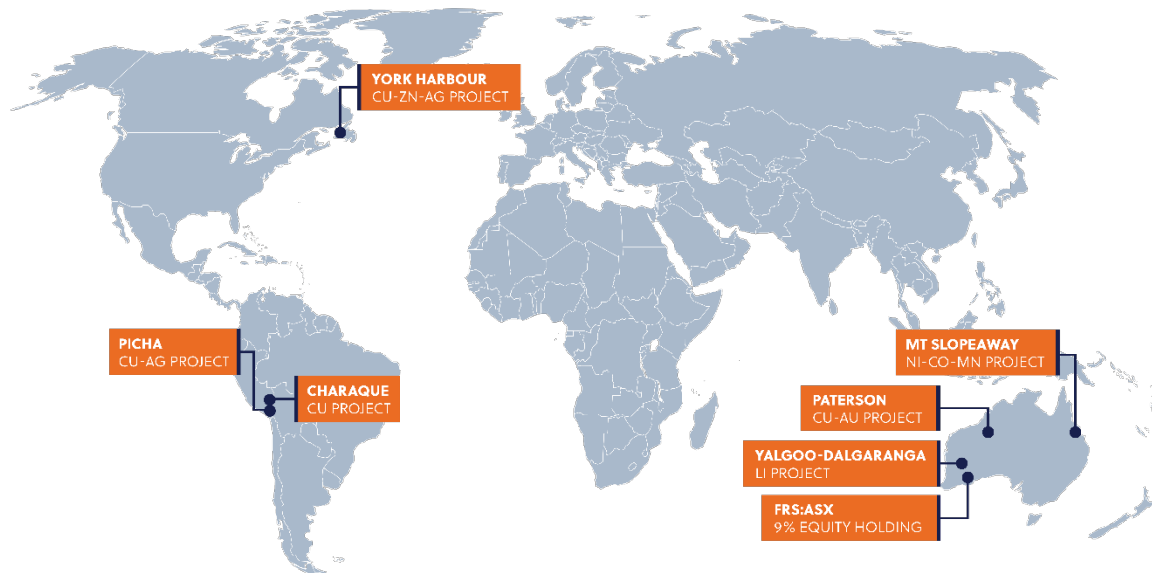 YORK HARBOUR
CU-ZN-AG PROJECT
PICHA
CU-AG PROJECT
CHARAQUE
CU PROJECT
MT SLOPEAWAY
NI-CO-MN PROJECT
PATERSON
CU-AU PROJECT
YALGOO-DALGARANGA
LI PROJECT
FRS:ASX
9% EQUITY HOLDING